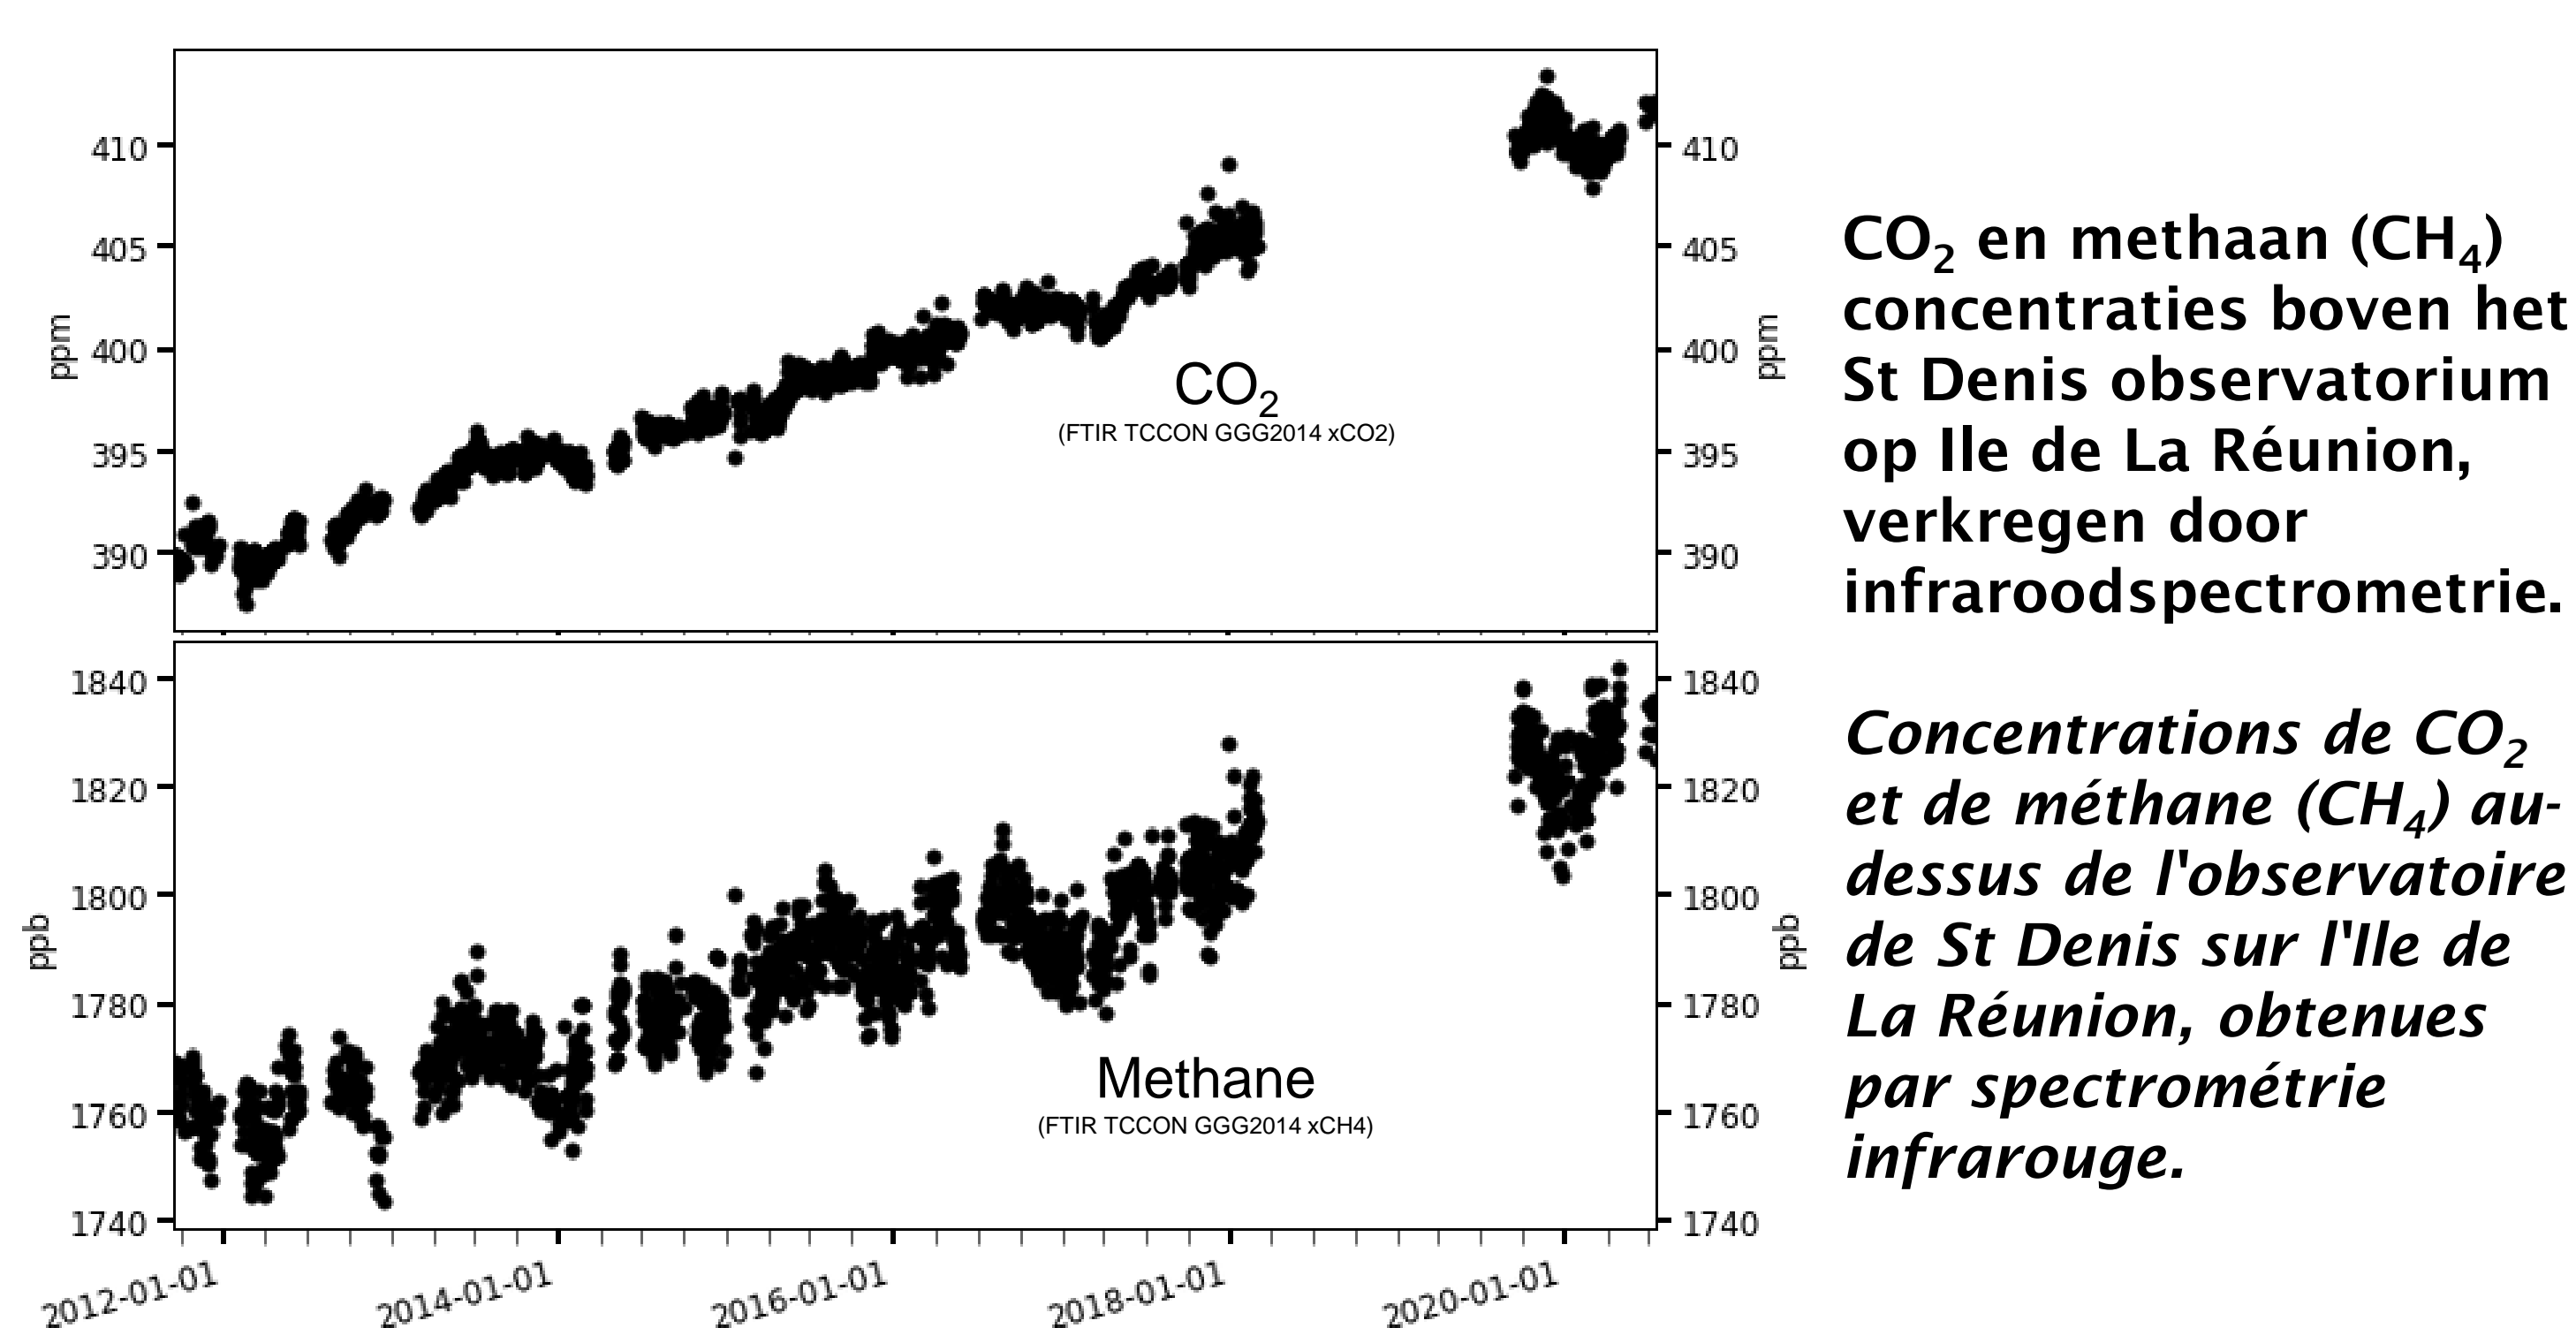 410
405
400
395
390
ppm
CO2
(FTIR TCCON GGG2014 xCO2)
410
405
400
395
390
ppm
1840
1820
1800
1780
1760
1740
ppb
Methane
(FTIR TCCON GGG2014 xCH4)
1840
1820
1800
1780
1760
1740
ppb
2012-01-01
2014-01-01
2016-01-01
2018-01-01
2020-01-01
CO2 en methaan (CH4)
concentraties boven het
St Denis observatorium
op Ile de La Réunion,
verkregen door
infraroodspectrometrie.
Concentrations de CO2
et de méthane (CH4) au-
dessus de l'observatoire
de St Denis sur l'Ile de
La Réunion, obtenues
par spectrométrie
infrarouge.